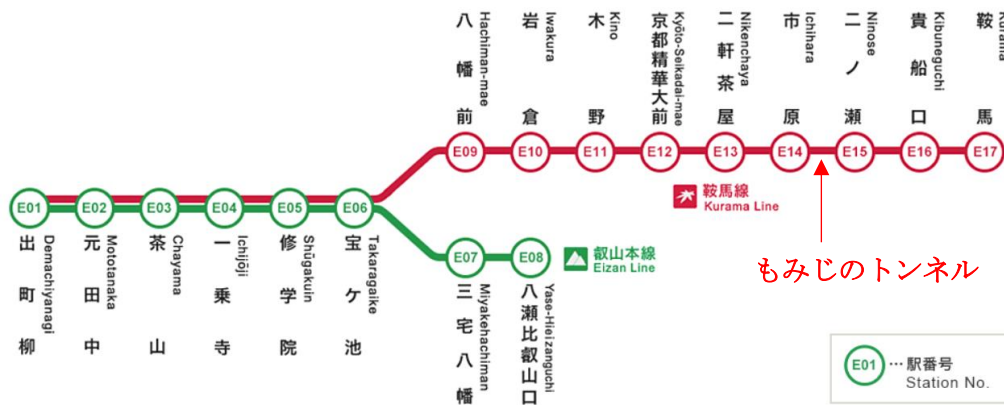 八幡前
Hachiman-mae
岩倉
Iwakura
木野
Kino
京都精華大前
Kyōto-Seikadai-mae
二軒茶屋
Nikenchaya
市原
Ichihara
二ノ瀬
Ninose
貴船口
Kibuneguchi
鞍馬
Kurama
E09
E10
E11
E12
E13
E14
E15
E16
E17
鞍馬線
Kurama Line
E01
E02
E03
E04
E05
E06
出町柳
Demachiyanagi
元田中
Mototanaka
茶山
Chayama
一乗寺
Ichijōji
修学院
Shūgakuin
宝ケ池
Takaragaike
E07
E08
三宅八幡
Miyakehachiman
八瀬比叡山口
Yase-Hieizanguchi
叡山本線
Eizan Line
もみじのトンネル
E01 …駅番号
Station No.